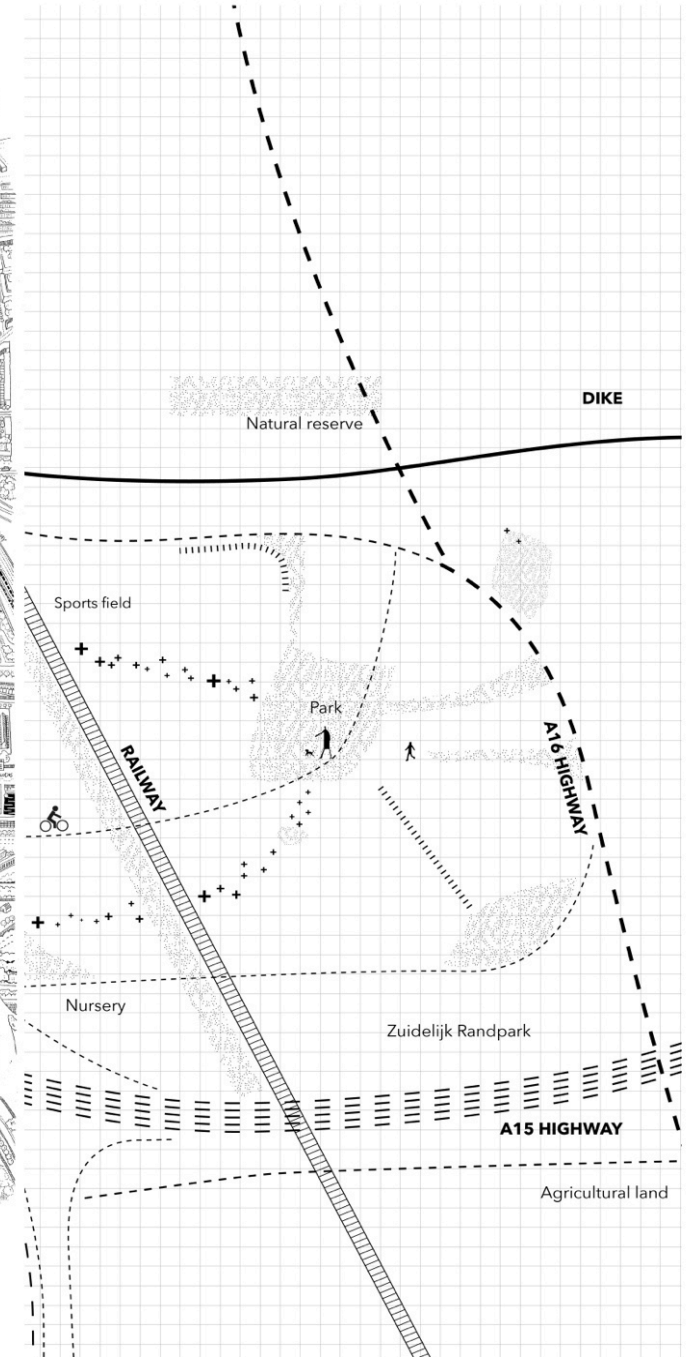 DIKE
Natural reserve
Sports field
Park
A16 HIGHWAY
RAILWAY
Nursery
Zuidelijk Randpark
A15 HIGHWAY
Agricultural land